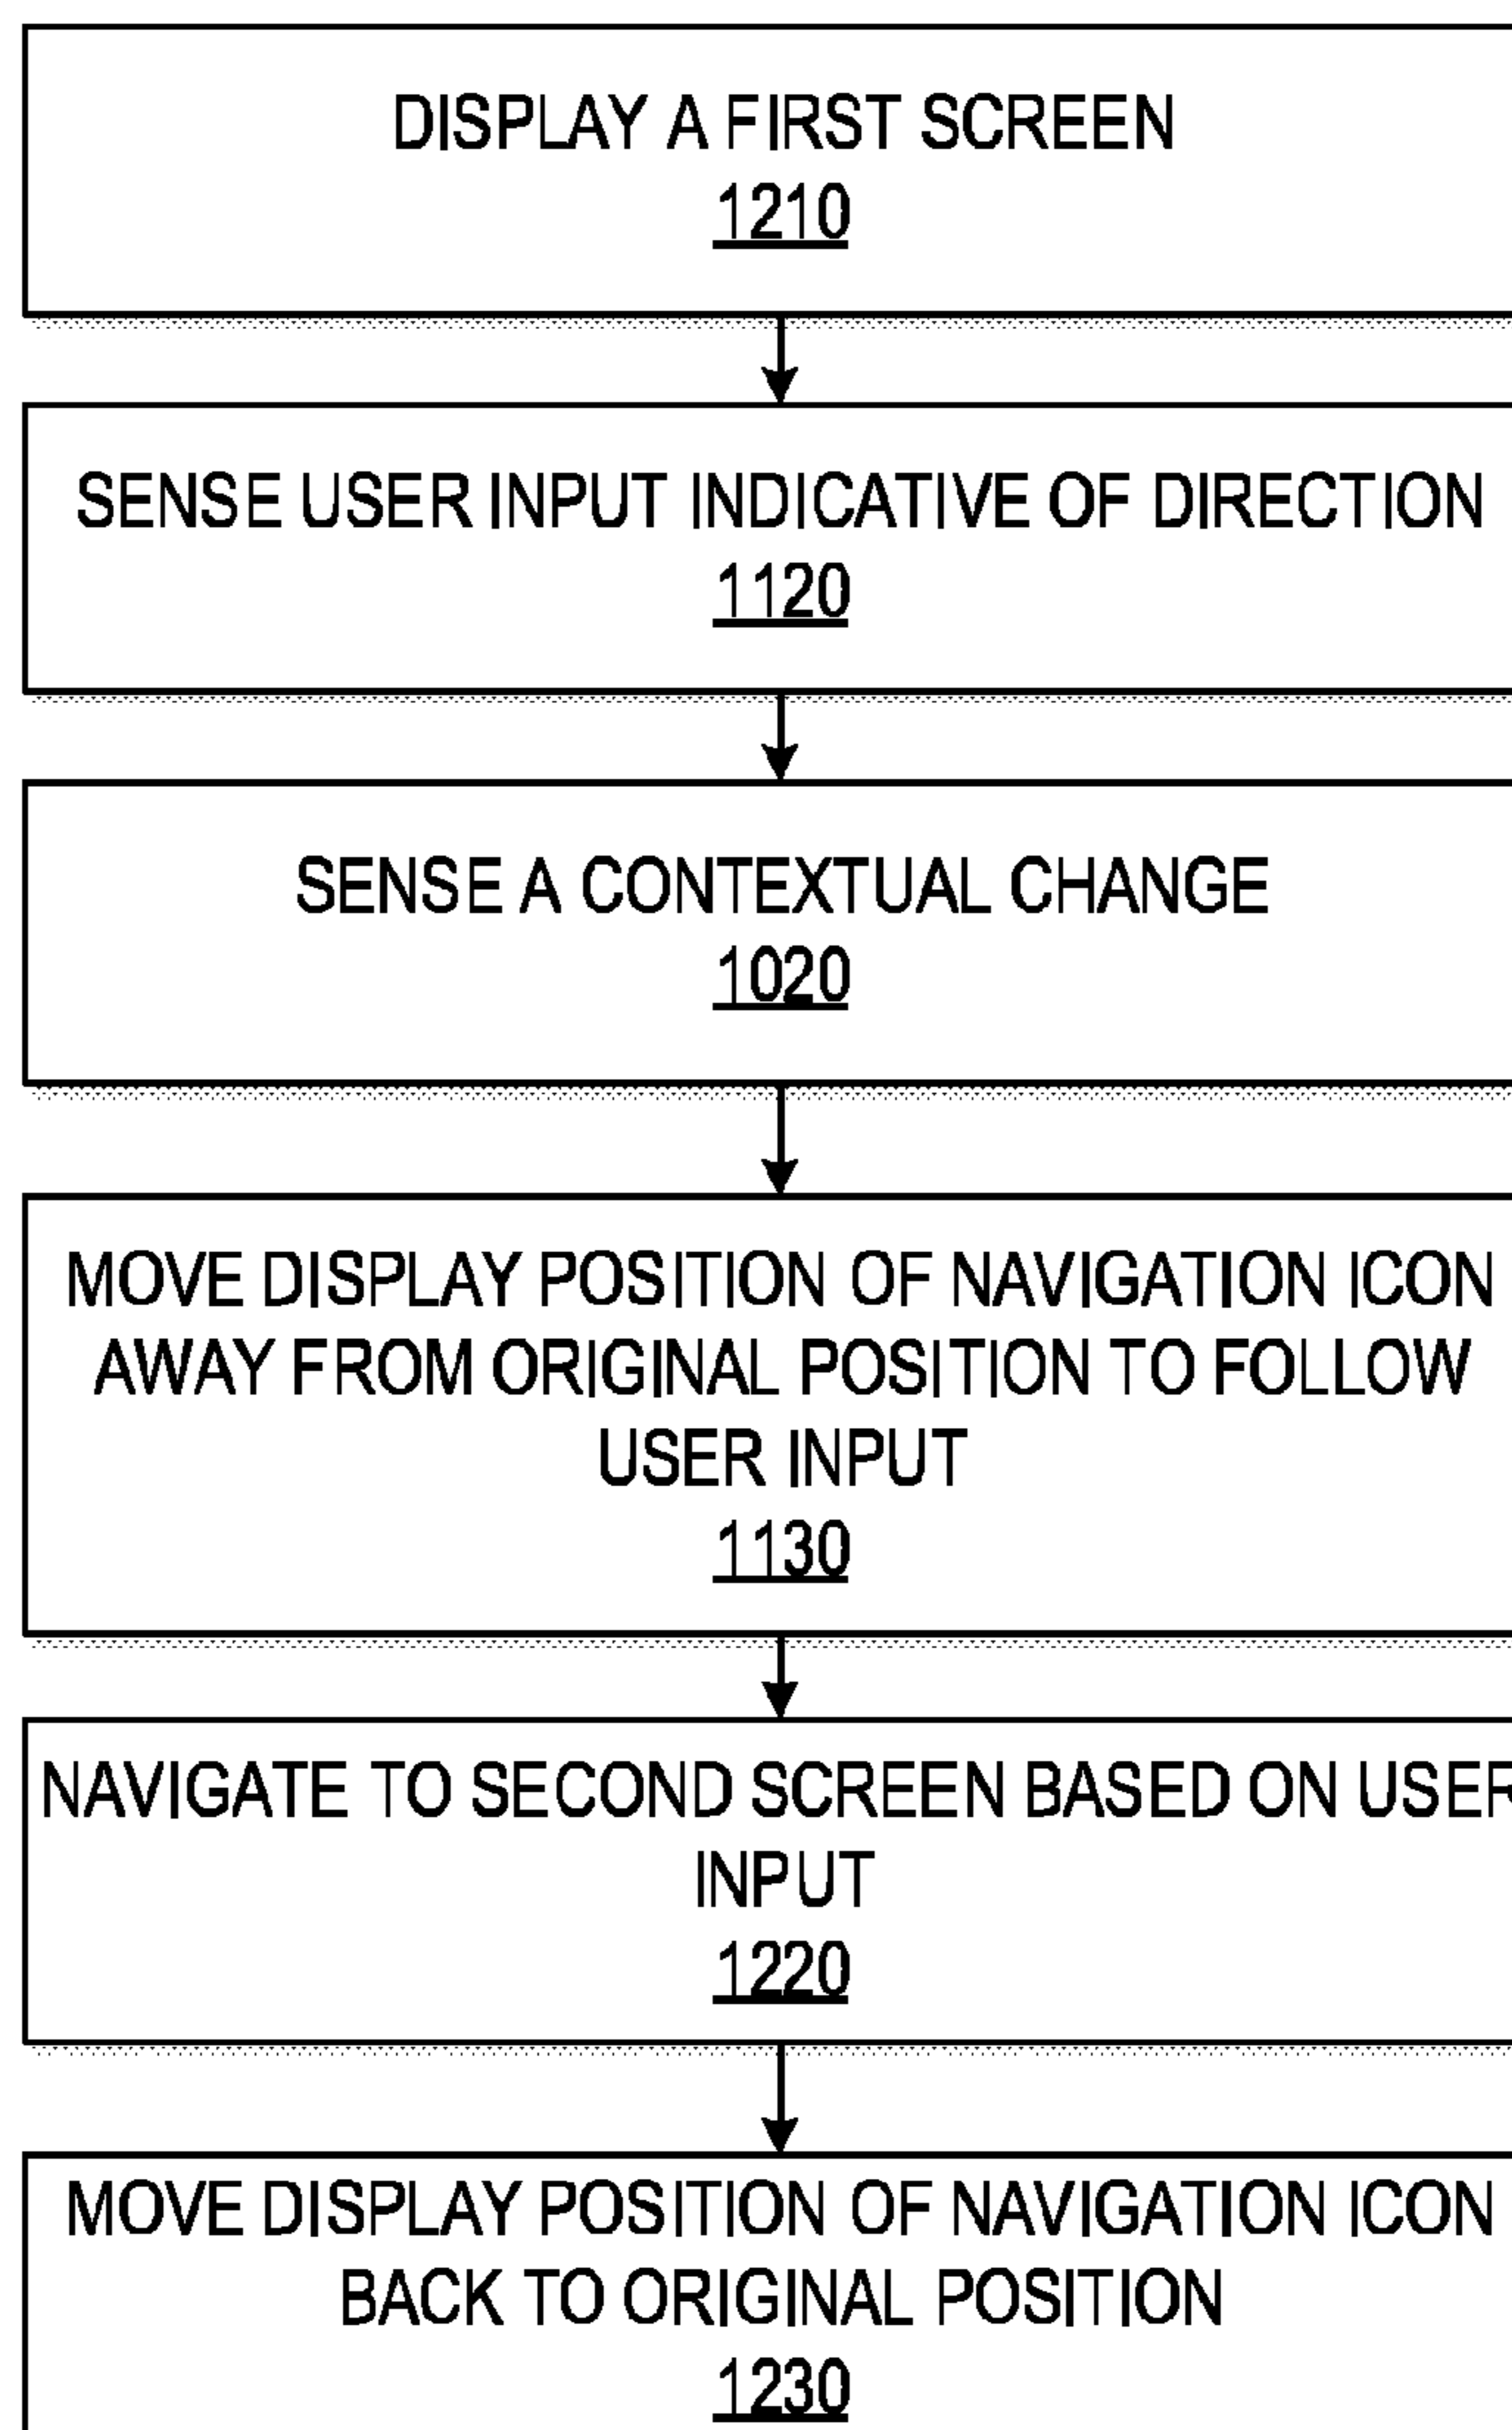 DISPLAY A FIRST SCREEN
1210
SENSE USER INPUT INDICATIVE OF DIRECTION
1120
SENSE A CONTEXTUAL CHANGE
1020
MOVE DISPLAY POSITION OF NAVIGATION ICON
AWAY FROM ORIGINAL POSITION TO FOLLOW
USER INPUT
1130
NAVIGATE TO SECOND SCREEN BASED ON USER
INPUT
1220
MOVE DISPLAY POSITION OF NAVIGATION ICON
BACK TO ORIGINAL POSITION
1230